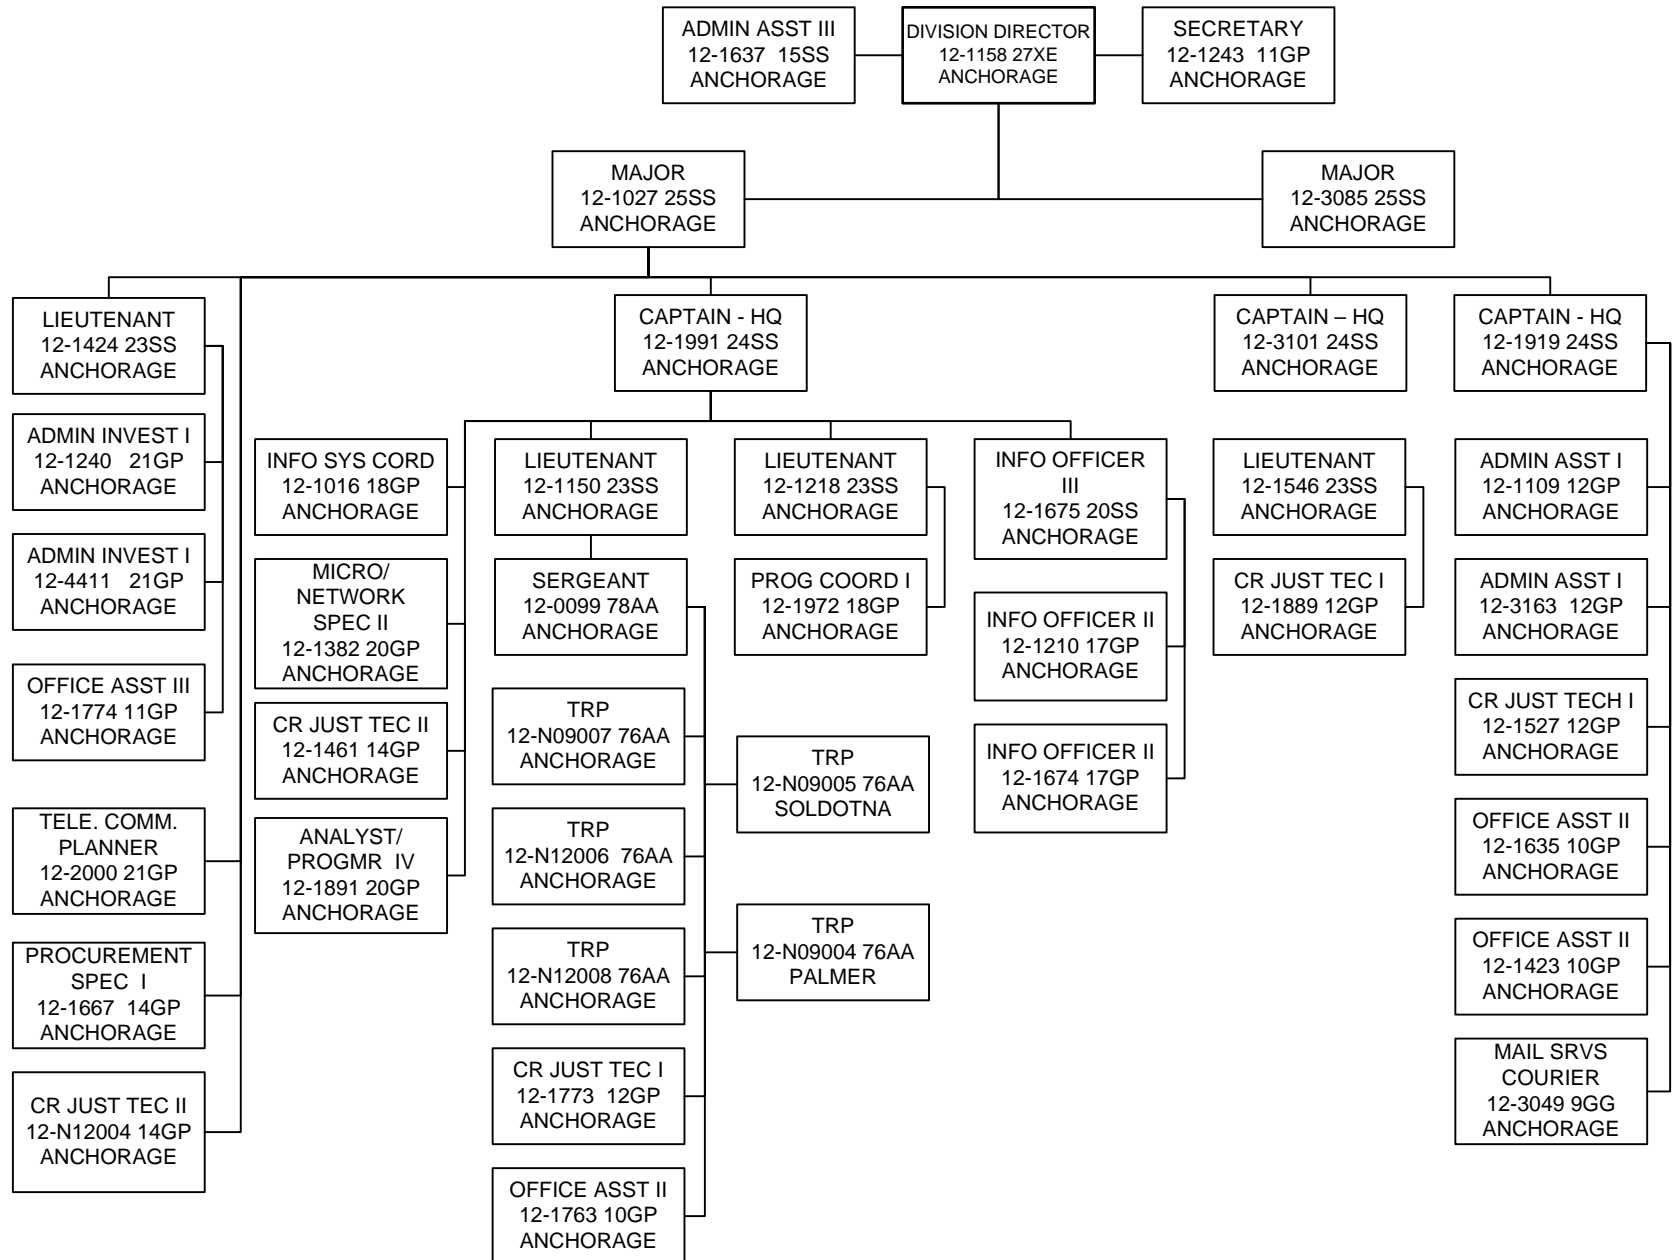 ADMIN ASST III
12-1637  15SS
ANCHORAGE
DIVISION DIRECTOR
12-1158 27XE
ANCHORAGE
SECRETARY
12-1243  11GP
ANCHORAGE
MAJOR
12-1027 25SS
ANCHORAGE
MAJOR
12-3085 25SS
ANCHORAGE
LIEUTENANT
12-1424 23SS
ANCHORAGE
ADMIN INVEST I
12-1240   21GP
ANCHORAGE
ADMIN INVEST I
12-4411   21GP
ANCHORAGE
OFFICE ASST III
12-1774 11GP
ANCHORAGE
TELE. COMM.
PLANNER
12-2000 21GP
ANCHORAGE
PROCUREMENT
SPEC  I
12-1667  14GP
ANCHORAGE
CR JUST TEC II
12-N12004 14GP
ANCHORAGE
CAPTAIN - HQ
12-1991 24SS
ANCHORAGE
INFO SYS CORD
12-1016 18GP
ANCHORAGE
MICRO/
NETWORK
SPEC II
12-1382 20GP
ANCHORAGE
CR JUST TEC II
12-1461 14GP
ANCHORAGE
ANALYST/
PROGMR  IV
12-1891 20GP
ANCHORAGE
LIEUTENANT
12-1150 23SS
ANCHORAGE
SERGEANT
12-0099 78AA
ANCHORAGE
TRP
12-N09007 76AA
ANCHORAGE
TRP
12-N12006  76AA
ANCHORAGE
TRP
12-N12008 76AA
ANCHORAGE
CR JUST TEC I
12-1773  12GP
ANCHORAGE
OFFICE ASST II
12-1763 10GP
ANCHORAGE
TRP
12-N09005 76AA
SOLDOTNA
TRP
12-N09004 76AA
PALMER
LIEUTENANT
12-1218 23SS
ANCHORAGE
PROG COORD I
12-1972 18GP
ANCHORAGE
INFO OFFICER
III
12-1675 20SS
ANCHORAGE
INFO OFFICER II
12-1210 17GP
ANCHORAGE
INFO OFFICER II
12-1674 17GP
ANCHORAGE
CAPTAIN – HQ
12-3101 24SS
ANCHORAGE
LIEUTENANT
12-1546 23SS
ANCHORAGE
CR JUST TEC I
12-1889 12GP
ANCHORAGE
CAPTAIN - HQ
12-1919 24SS
ANCHORAGE
ADMIN ASST I
12-1109 12GP
ANCHORAGE
ADMIN ASST I
12-3163  12GP
ANCHORAGE
CR JUST TECH I
12-1527 12GP
ANCHORAGE
OFFICE ASST II
12-1635 10GP
ANCHORAGE
OFFICE ASST II
12-1423 10GP
ANCHORAGE
MAIL SRVS
COURIER
12-3049 9GG
ANCHORAGE